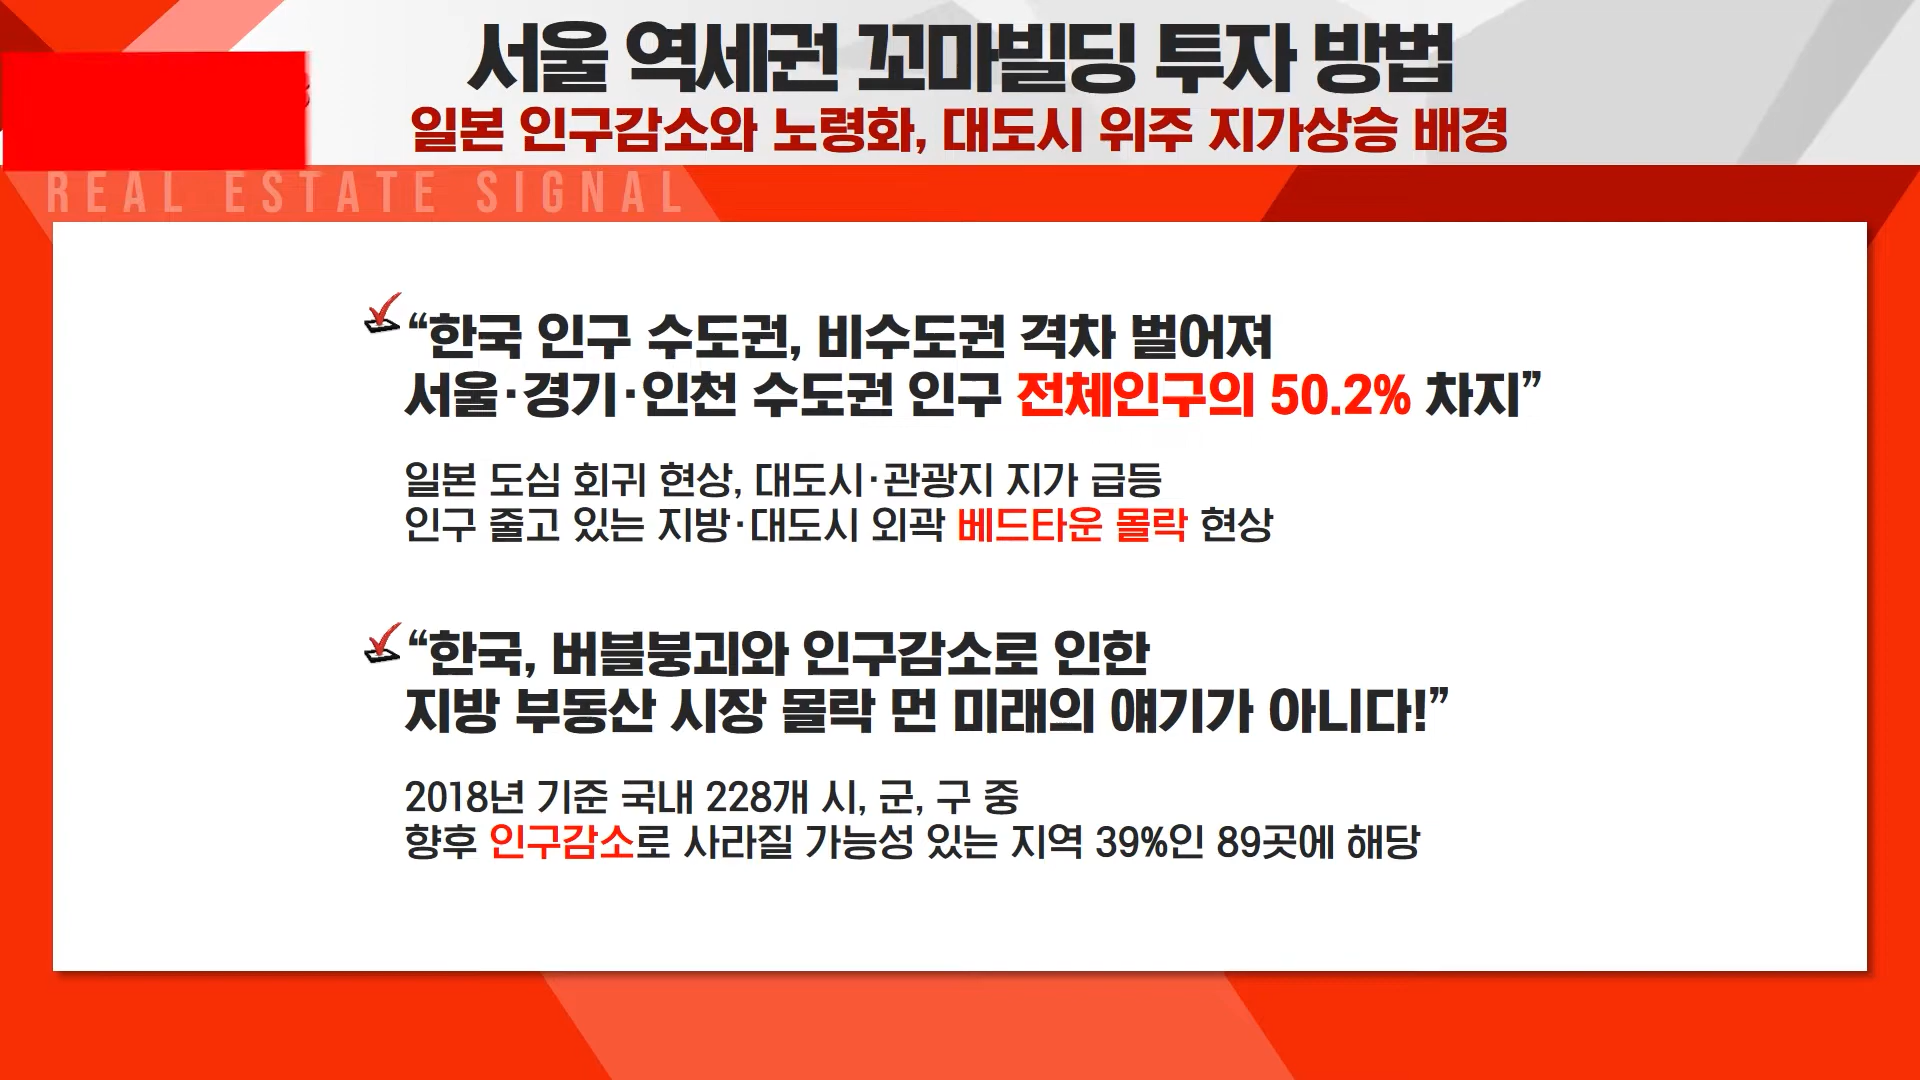 서울 역세권 꼬마빌딩 투자 방법
일본 인구감소와 노령화, 대도시 위주 지가상승 배경
REAL ESTATE SIGNAL
“한국 인구 수도권, 비수도권 격차 벌어져
서울·경기·인천 수도권 인구 전체인구의 50.2% 차지”
일본 도심 회귀 현상, 대도시·관광지 지가 급등
인구 줄고 있는 지방·대도시 외곽 베드타운 몰락 현상
“한국, 버블붕괴와 인구감소로 인한
지방 부동산 시장 몰락 먼 미래의 얘기가 아니다!”
2018년 기준 국내 228개 시, 군, 구 중
향후 인구감소로 사라질 가능성 있는 지역 39%인 89곳에 해당